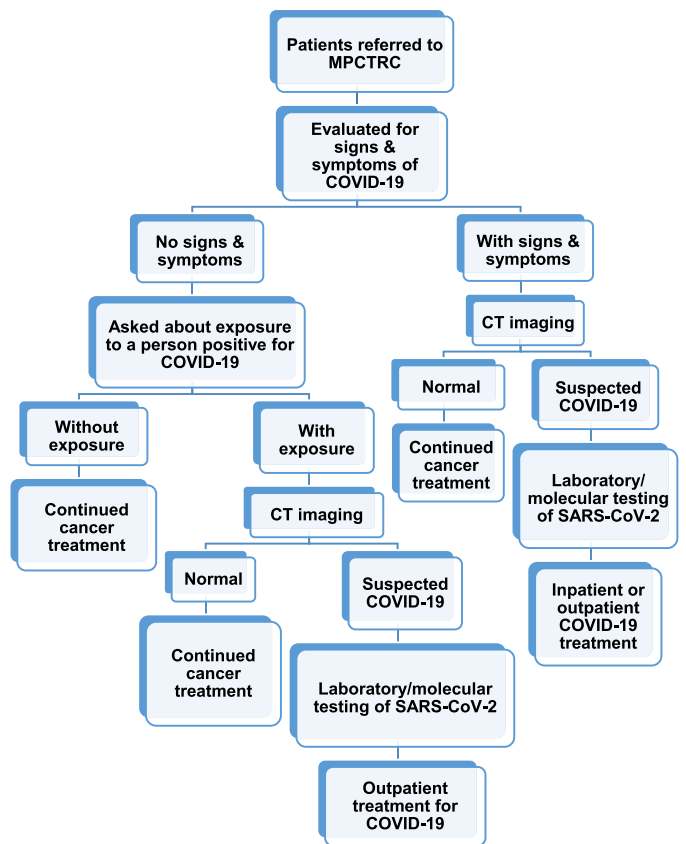 Patients referred to
MPCTRC
Evaluated for
signs &
symptoms of
COVID-19
No signs &
symptoms
With signs &
symptoms
Asked about exposure
to a person positive for
COVID-19
CT imaging
Normal
Suspected
COVID-19
Without
exposure
With
exposure
Continued
cancer
treatment
Laboratory/
molecular testing
of SARS-CoV-2
Continued
cancer
treatment
CT imaging
Normal
Suspected
COVID-19
Inpatient or
outpatient
COVID-19
treatment
Continued cancer
treatment
Laboratory/molecular
testing of SARS-CoV-2
Outpatient
treatment for
COVID-19